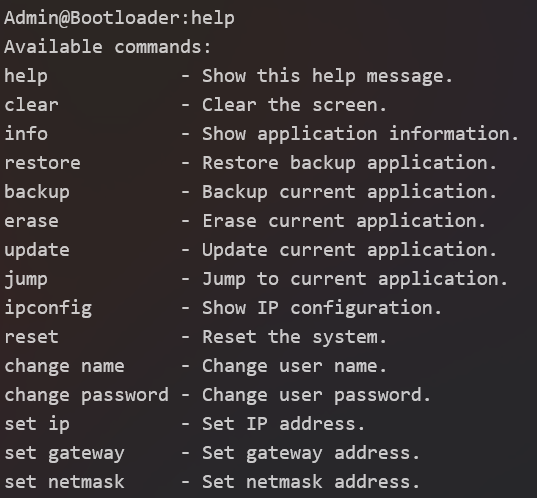 Admin@Bootloader:help
Available commands:
help            - Show this help message.
clear           - Clear the screen.
info            - Show application information.
restore         - Restore backup application.
backup          - Backup current application.
erase           - Erase current application.
update          - Update current application.
jump            - Jump to current application.
ipconfig        - Show IP configuration.
reset           - Reset the system.
change name     - Change user name.
change password - Change user password.
set ip          - Set IP address.
set gateway     - Set gateway address.
set netmask     - Set netmask address.